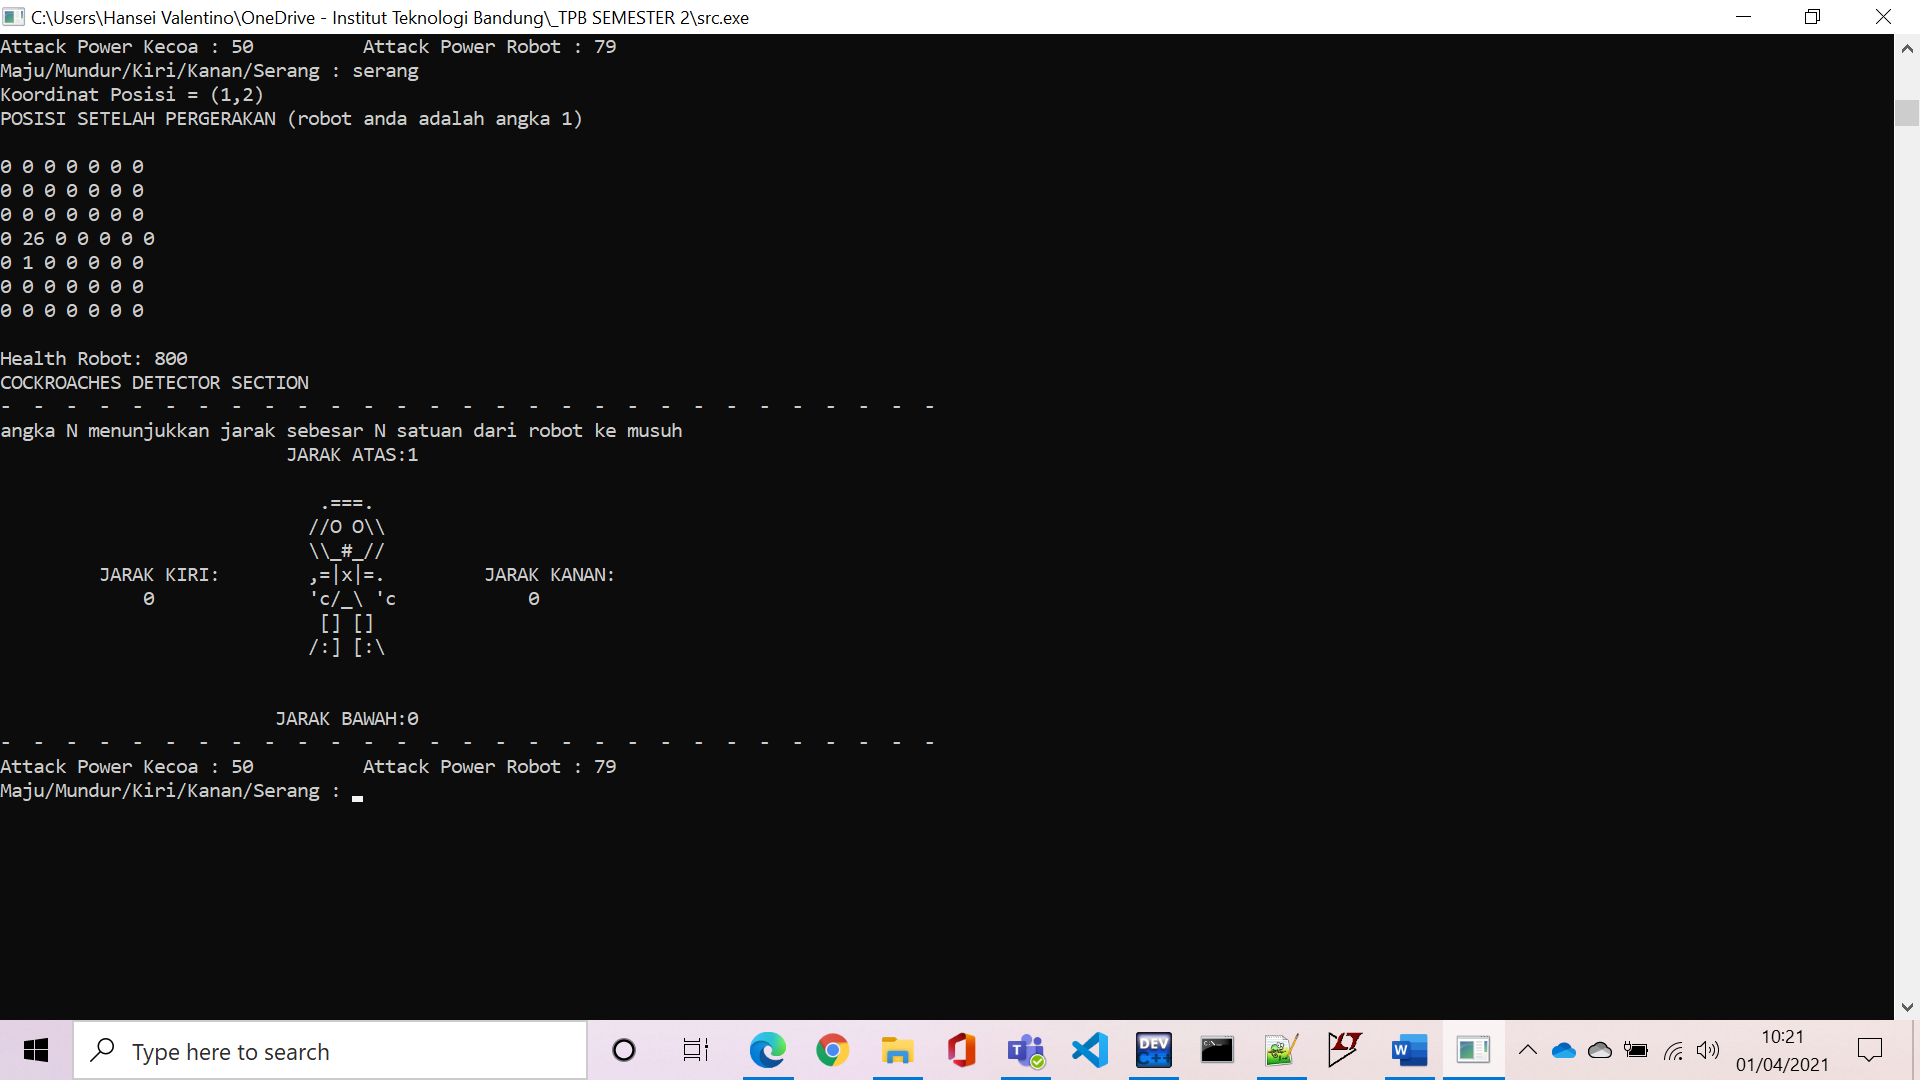 C:\Users\Hansei Valentino\OneDrive - Institut Teknologi Bandung\_TPB SEMESTER 2\src.exe
Attack Power Kecoa : 50          Attack Power Robot : 79
Maju/Mundur/Kiri/Kanan/Serang : serang
Koordinat Posisi = (1,2)
POSISI SETELAH PERGERAKAN (robot anda adalah angka 1)
0 0 0 0 0 0 0
0 0 0 0 0 0 0
0 0 0 0 0 0 0
0 26 0 0 0 0 0
0 1 0 0 0 0 0
0 0 0 0 0 0 0
0 0 0 0 0 0 0
Health Robot: 800
COCKROACHES DETECTOR SECTION
-  -  -  -  -  -  -  -  -  -  -  -  -  -  -  -  -  -  -  -  -  -  -  -  -  -  -  -  -
angka N menunjukkan jarak sebesar N satuan dari robot ke musuh
JARAK ATAS:1
.===.
//O O\\
\\_#_//
JARAK KIRI:        ,=|x|=.         JARAK KANAN:
0              'c/_\ 'c            0
[] []
/:] [:\
JARAK BAWAH:0
-  -  -  -  -  -  -  -  -  -  -  -  -  -  -  -  -  -  -  -  -  -  -  -  -  -  -  -  -
Attack Power Kecoa : 50          Attack Power Robot : 79
Maju/Mundur/Kiri/Kanan/Serang :
Type here to search
DEV C++
10:21
01/04/2021